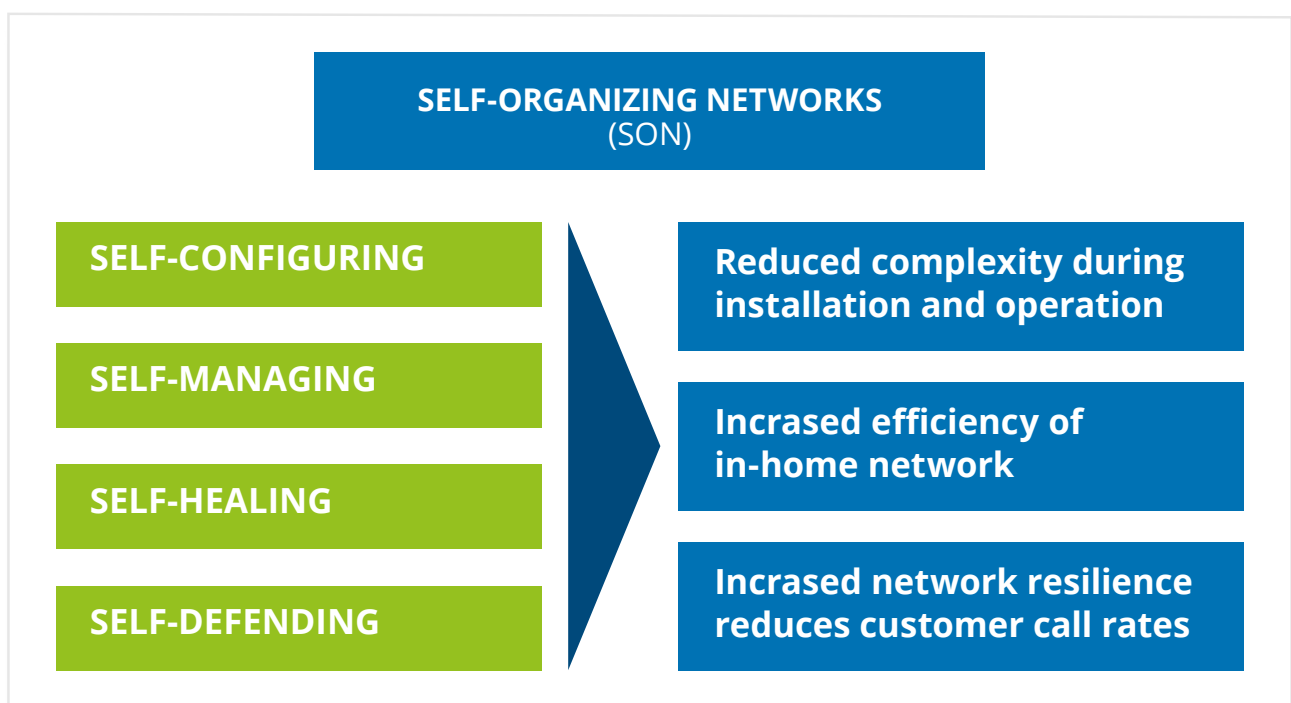 SELF-ORGANIZING NETWORKS
(SON)
SELF-CONFIGURING
SELF-MANAGING
SELF-HEALING
SELF-DEFENDING
Reduced complexity during
installation and operation
Incrased efficiency of
in-home network
Incrased network resilience
reduces customer call rates